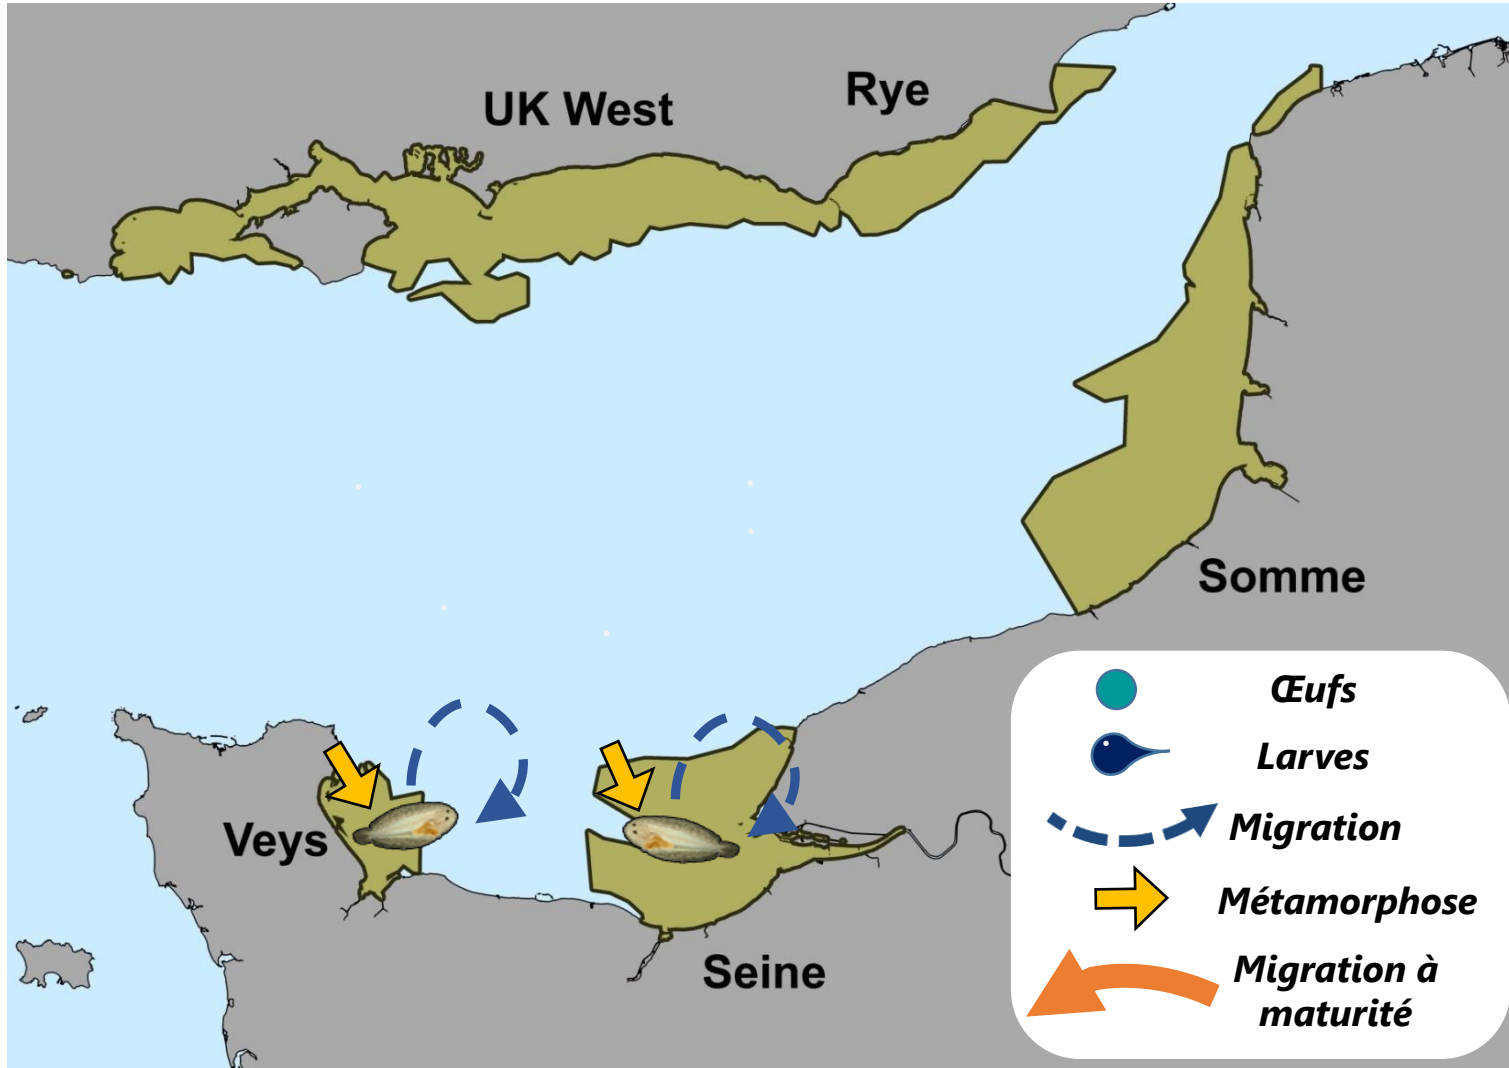 Rye
UK West
Somme
Veys
Seine
Œufs
Larves
Migration
Métamorphose
Migration à
maturité